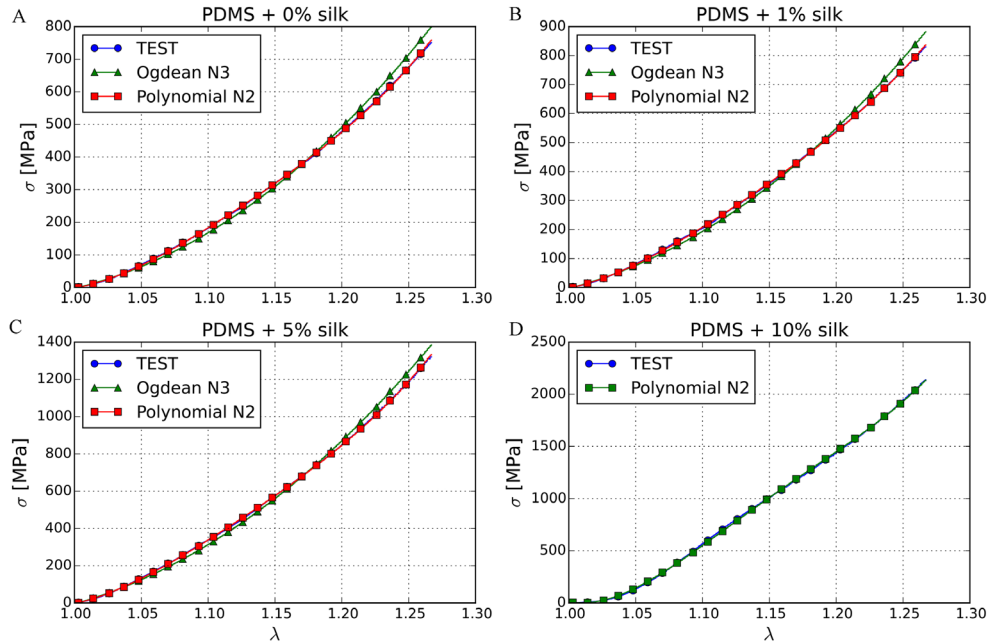 A
PDMS + 0% silk
800
700
600
500
400
300
200
100
0
σ [MPa]
TEST
Ogdean N3
Polynomial N2
1.00
1.05
1.10
1.15
1.20
1.25
1.30
B
PDMS + 1% silk
900
800
700
600
500
400
300
200
100
0
σ [MPa]
TEST
Ogdean N3
Polynomial N2
1.00
1.05
1.10
1.15
1.20
1.25
1.30
C
PDMS + 5% silk
1400
1200
1000
800
600
400
200
0
σ [MPa]
TEST
Ogdean N3
Polynomial N2
1.00
1.05
1.10
1.15
1.20
1.25
1.30
λ
D
PDMS + 10% silk
2500
2000
1500
1000
500
0
σ [MPa]
TEST
Polynomial N2
1.00
1.05
1.10
1.15
1.20
1.25
1.30
λ